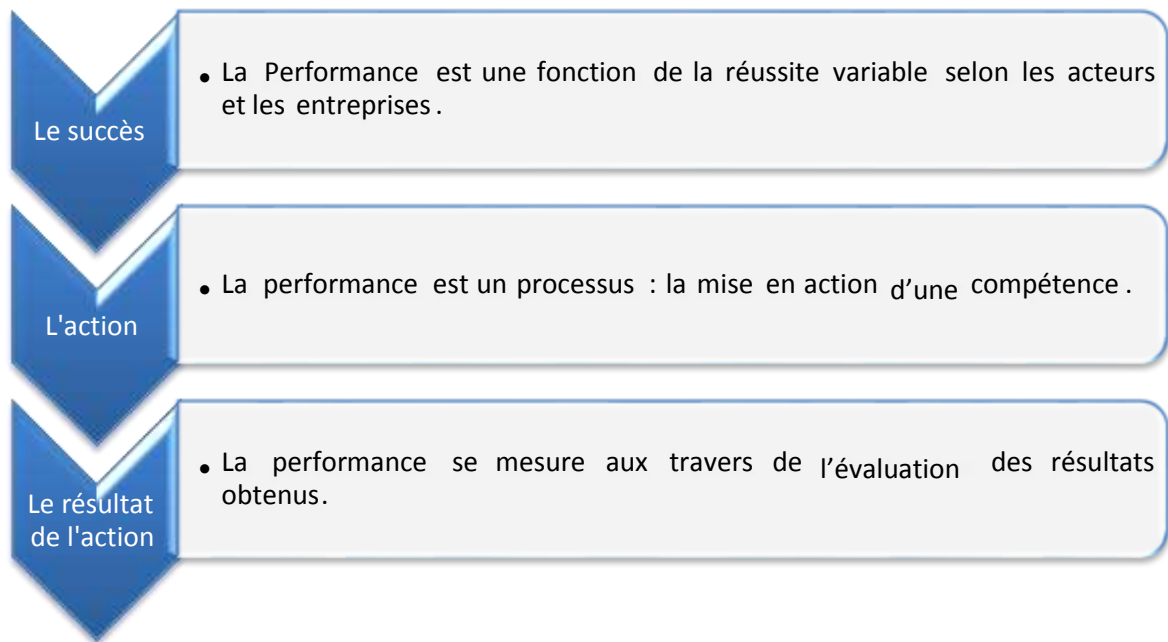 Le succès
• La Performance est une fonction de la réussite variable selon les acteurs
et les entreprises.
L'action
• La performance est un processus : la mise en action d’une compétence.
Le résultat
de l'action
• La performance se mesure aux travers de l’évaluation des résultats
obtenus.